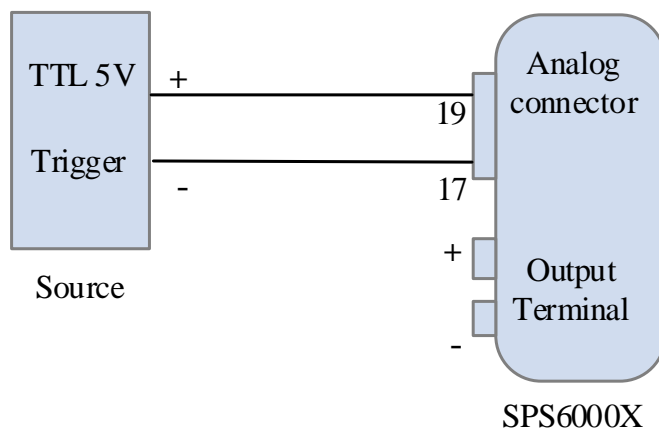 TTL 5V
Trigger
+
-
Source
19
17
Analog
connector
+
-
Output
Terminal
SPS6000X